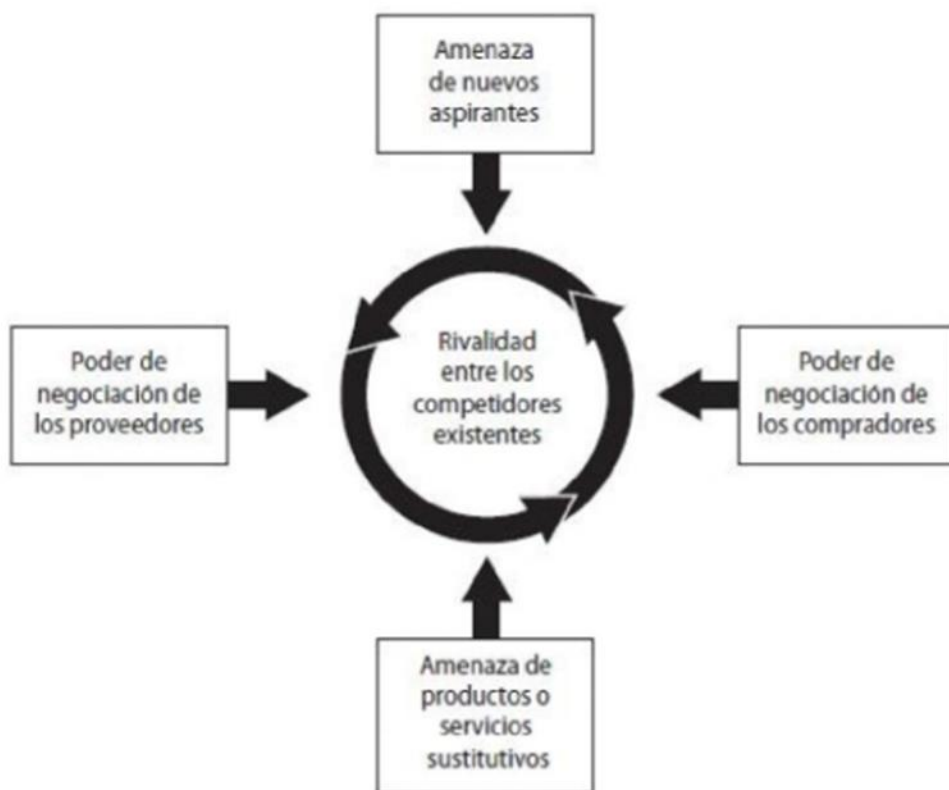 Amenaza
de nuevos
aspirantes
Poder de
negociación de
los proveedores
Rivalidad
entre los
competidores
existentes
Poder de
negociación de
los compradores
Amenaza de
productos o
servicios
sustitutivos